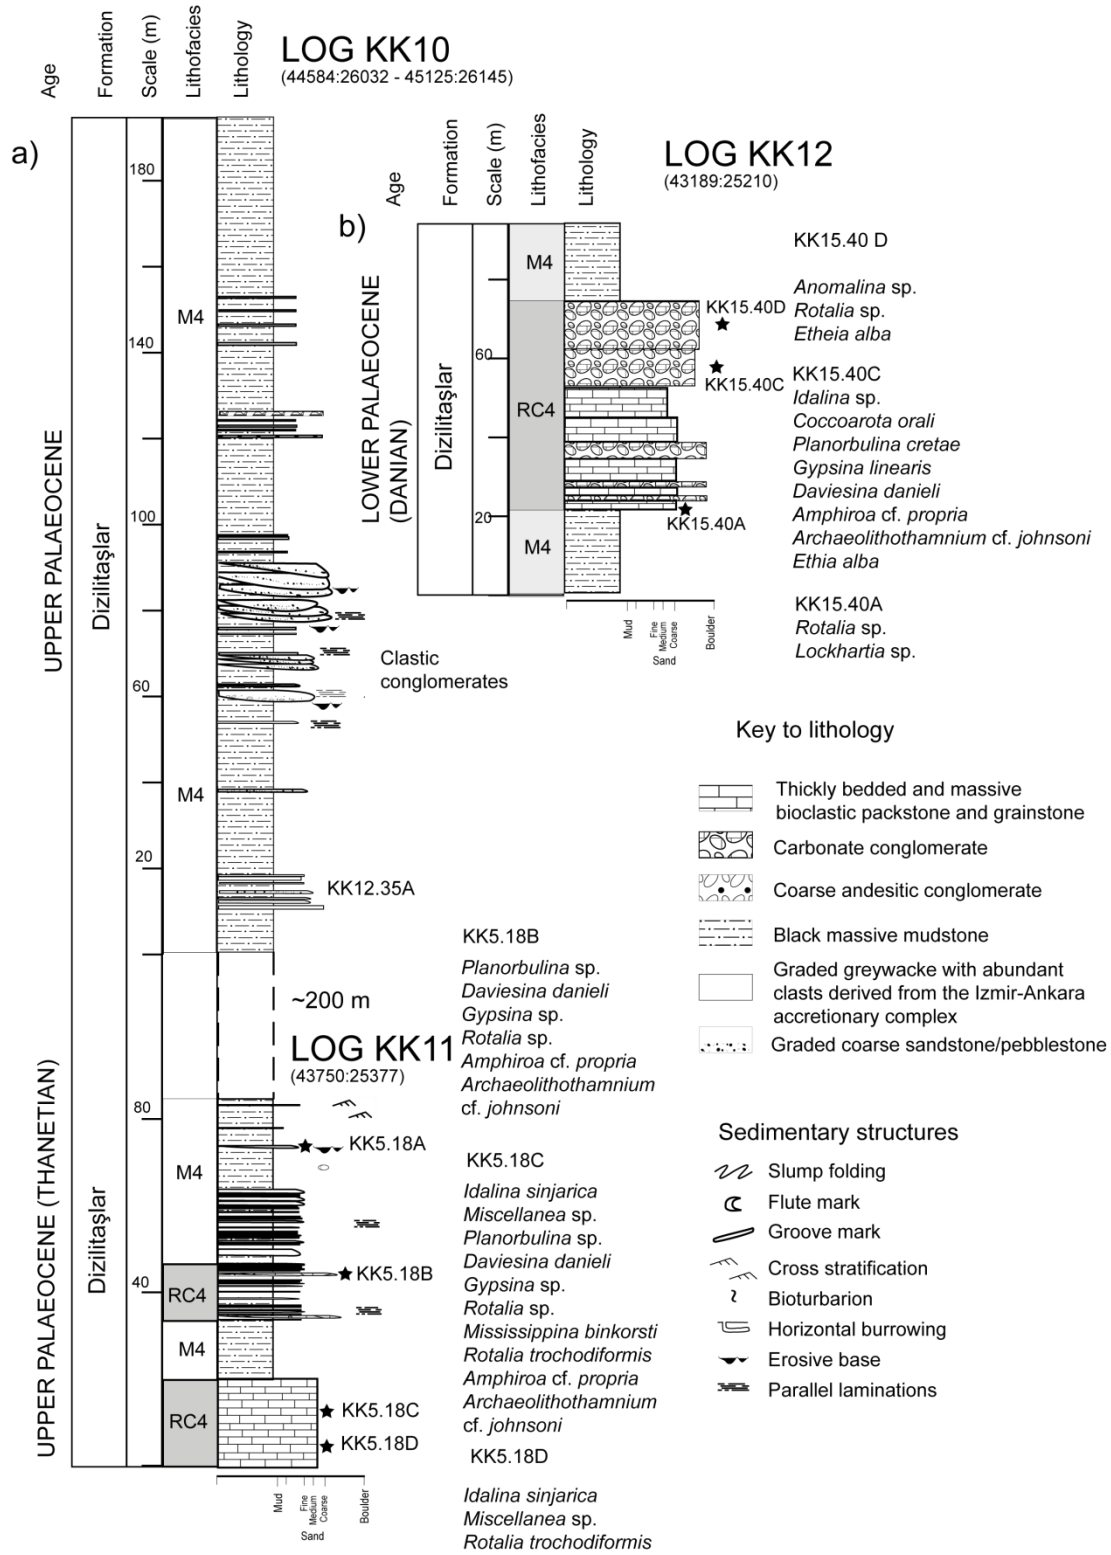 a)
Age
Formation
Scale (m)
Lithofacies
Lithology
LOG KK10
(44584:26032 - 45125:26145)
UPPER PALAEOCENE
Dizilitaşlar
180
140
100
60
20
M4
M4
Clastic
conglomerates
KK12.35A
~200 m
LOG KK11
(43750:25377)
UPPER PALAEOCENE (THANETIAN)
Dizilitaşlar
80
40
M4
RC4
M4
RC4
KK5.18A
KK5.18B
KK5.18C
KK5.18D
Mud
Fine
Medium
Coarse
Boulder
Sand
b)
Age
Formation
Scale (m)
Lithofacies
Lithology
LOG KK12
(43189:25210)
LOWER PALAEOCENE
(DANIAN)
Dizilitaşlar
60
20
M4
RC4
M4
KK15.40D
KK15.40C
KK15.40A
Mud
Fine
Medium
Coarse
Boulder
Sand
KK15.40 D
Anomalina sp.
Rotalia sp.
Etheia alba
KK15.40C
Idalina sp.
Coccoarota orali
Planorbulina cretae
Gypsina linearis
Daviesina danieli
Amphiroa cf. propria
Archaeolithothamnium cf. johnsoni
Ethia alba
KK15.40A
Rotalia sp.
Lockhartia sp.
KK5.18B
Planorbulina sp.
Daviesina danieli
Gypsina sp.
Rotalia sp.
Amphiroa cf. propria
Archaeolithothamnium
cf. johnsoni
KK5.18C
Idalina sinjarica
Miscellanea sp.
Planorbulina sp.
Daviesina danieli
Gypsina sp.
Rotalia sp.
Mississippina binkorsti
Rotalia trochodiformis
Amphiroa cf. propria
Archaeolithothamnium
cf. johnsoni
KK5.18D
Idalina sinjarica
Miscellanea sp.
Rotalia trochodiformis
Key to lithology
Thickly bedded and massive
bioclastic packstone and grainstone
Carbonate conglomerate
Coarse andesitic conglomerate
Black massive mudstone
Graded greywacke with abundant
clasts derived from the Izmir-Ankara
accretionary complex
Graded coarse sandstone/pebblestone
Sedimentary structures
Slump folding
Flute mark
Groove mark
Cross stratification
Bioturbarion
Horizontal burrowing
Erosive base
Parallel laminations